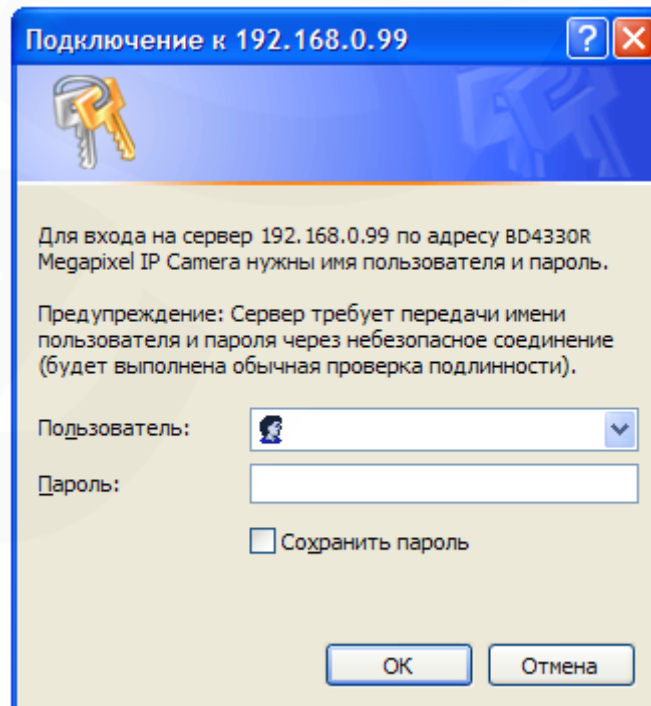 Подключение к 192.168.0.99
Для входа на сервер 192.168.0.99 по адресу BD4330R
Megapixel IP Camera нужны имя пользователя и пароль.
Предупреждение: Сервер требует передачи имени
пользователя и пароля через небезопасное соединение
(будет выполнена обычная проверка подлинности).
Пользователь:
Пароль:
Сохранить пароль
OK
Отмена